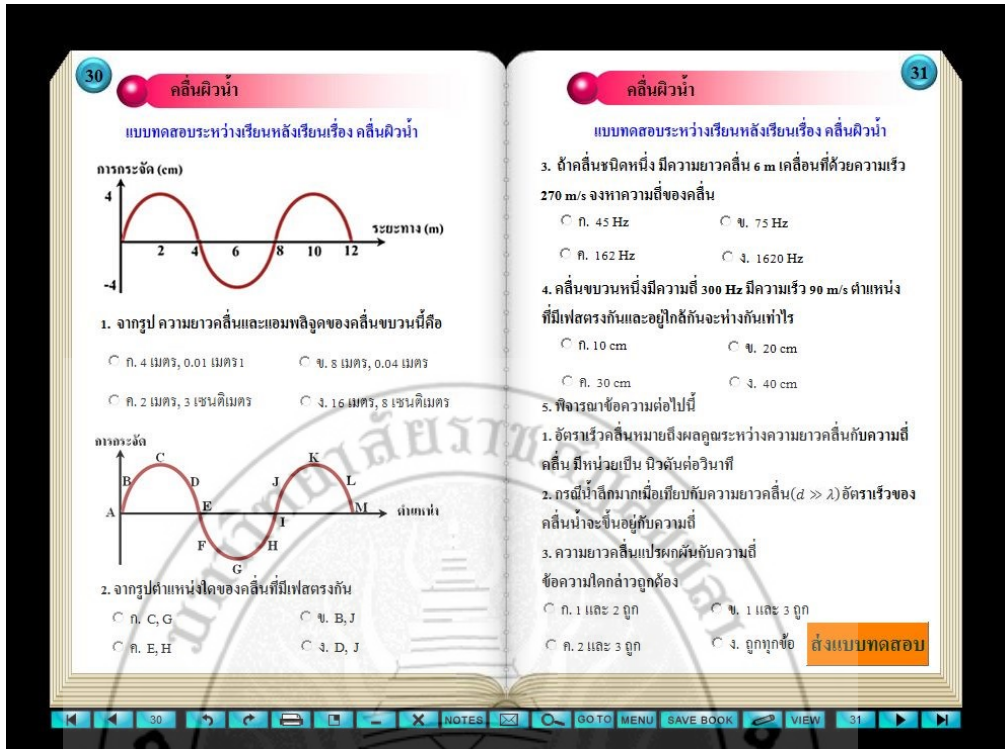 30
คลื่นผิวน้ำ
แบบทดสอบระหว่างเรียนหลังเรียนเรื่อง คลื่นผิวน้ำ
การกระจัด (cm)
4
ระยะทาง (m)
2 4 6 8 10 12
-4
1. จากรูป ความยาวคลื่นและแอมพลิจูดของคลื่นขบวนนี้คือ
ก. 4 เมตร, 0.01 เมตร1
ข. 8 เมตร, 0.04 เมตร
ค. 2 เมตร, 3 เซนติเมตร
ง. 16 เมตร, 8 เซนติเมตร
การกระจัด
C K
B D J L
A E I M ตำแหน่ง
F H
G
2. จากรูปตำแหน่งใดของคลื่นที่มีเฟสตรงกัน
ก. C, G
ข. B, J
ค. E, H
ง. D, J
31
คลื่นผิวน้ำ
แบบทดสอบระหว่างเรียนหลังเรียนเรื่อง คลื่นผิวน้ำ
3. ถ้าคลื่นชนิดหนึ่ง มีความยาวคลื่น 6 m เคลื่อนที่ด้วยความเร็ว
270 m/s จงหาความถี่ของคลื่น
ก. 45 Hz
ข. 75 Hz
ค. 162 Hz
ง. 1620 Hz
4. คลื่นขบวนหนึ่งมีความถี่ 300 Hz มีความเร็ว 90 m/s ตำแหน่ง
ที่มีเฟสตรงกันและอยู่ใกล้กันจะห่างกันเท่าไร
ก. 10 cm
ข. 20 cm
ค. 30 cm
ง. 40 cm
5. พิจารณาข้อความต่อไปนี้
1. อัตราเร็วคลื่นหมายถึงผลคูณระหว่างความยาวคลื่นกับความถี่
คลื่น มีหน่วยเป็น นิวตันต่อวินาที
2. กรณีน้ำลึกมากเมื่อเทียบกับความยาวคลื่น(d ≫ λ)อัตราเร็วของ
คลื่นน้ำจะขึ้นอยู่กับความถี่
3. ความยาวคลื่นแปรผกผันกับความถี่
ข้อความใดกล่าวถูกต้อง
ก. 1 และ 2 ถูก
ข. 1 และ 3 ถูก
ค. 2 และ 3 ถูก
ง. ถูกทุกข้อ
ส่งแบบทดสอบ
30 NOTES GO TO MENU SAVE BOOK VIEW 31